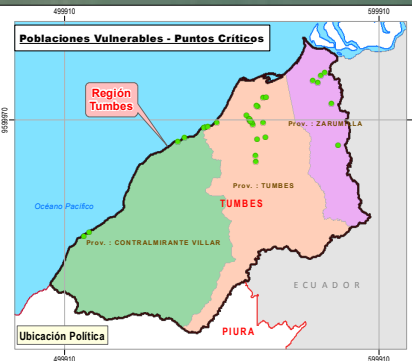 499910
599910
Poblaciones Vulnerables - Puntos Críticos
Región
Tumbes
9599970
Prov. : ZARUMILLA
Prov. : TUMBES
TUMBES
Océano Pacífico
Prov. : CONTRALMIRANTE VILLAR
ECUADOR
PIURA
Ubicación Política
499910
599910